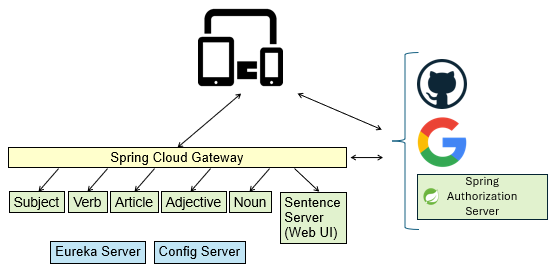 Spring Cloud Gateway
Subject
Verb
Article
Adjective
Noun
Sentence
Server
(Web UI)
Eureka Server
Config Server
Spring
Authorization
Server